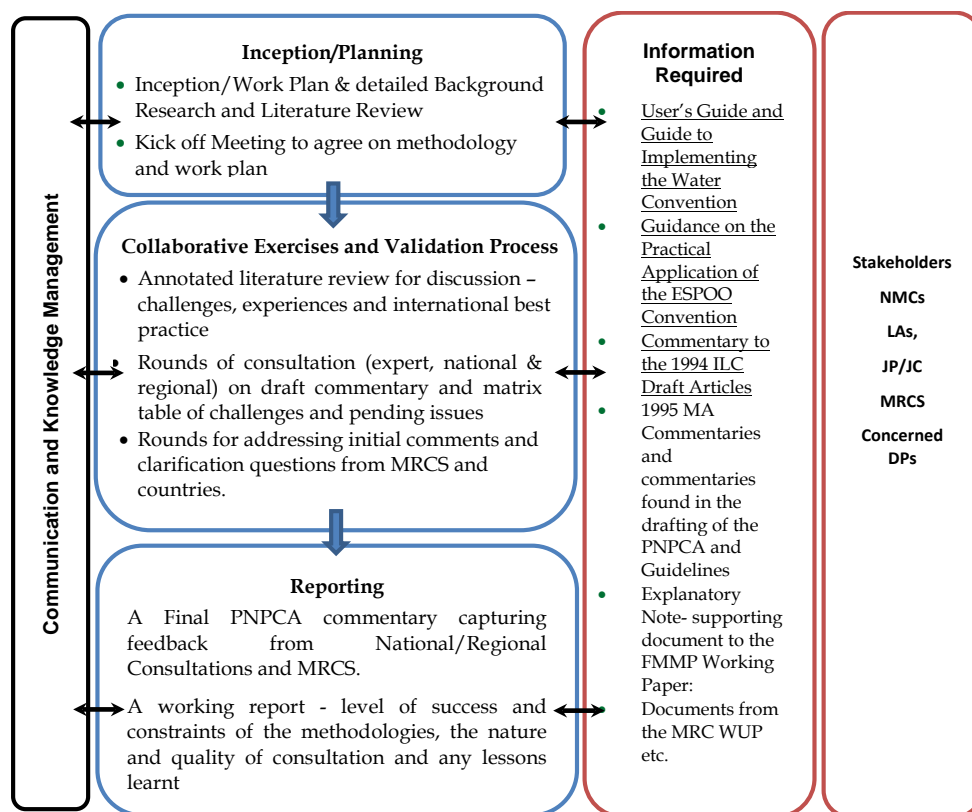 Communication and Knowledge Management
Inception/Planning
• Inception/Work Plan & detailed Background
Research and Literature Review
• Kick off Meeting to agree on methodology
and work plan
Collaborative Exercises and Validation Process
• Annotated literature review for discussion –
challenges, experiences and international best
practice
• Rounds of consultation (expert, national &
regional) on draft commentary and matrix
table of challenges and pending issues
• Rounds for addressing initial comments and
clarification questions from MRCS and
countries.
Reporting
A Final PNPCA commentary capturing
feedback from National/Regional
Consultations and MRCS.
A working report - level of success and
constraints of the methodologies, the nature
and quality of consultation and any lessons
learnt
Information
Required
• User's Guide and
Guide to
Implementing
the Water
Convention
• Guidance on the
Practical
Application of
the ESPOO
Convention
• Commentary to
the 1994 ILC
Draft Articles
• 1995 MA
Commentaries
and
commentaries
found in the
drafting of the
PNPCA and
Guidelines
• Explanatory
Note- supporting
document to the
FMMP Working
Paper:
• Documents from
the MRC WUP
etc.
Stakeholders
NMCs
LAs,
JP/JC
MRCS
Concerned
DPs